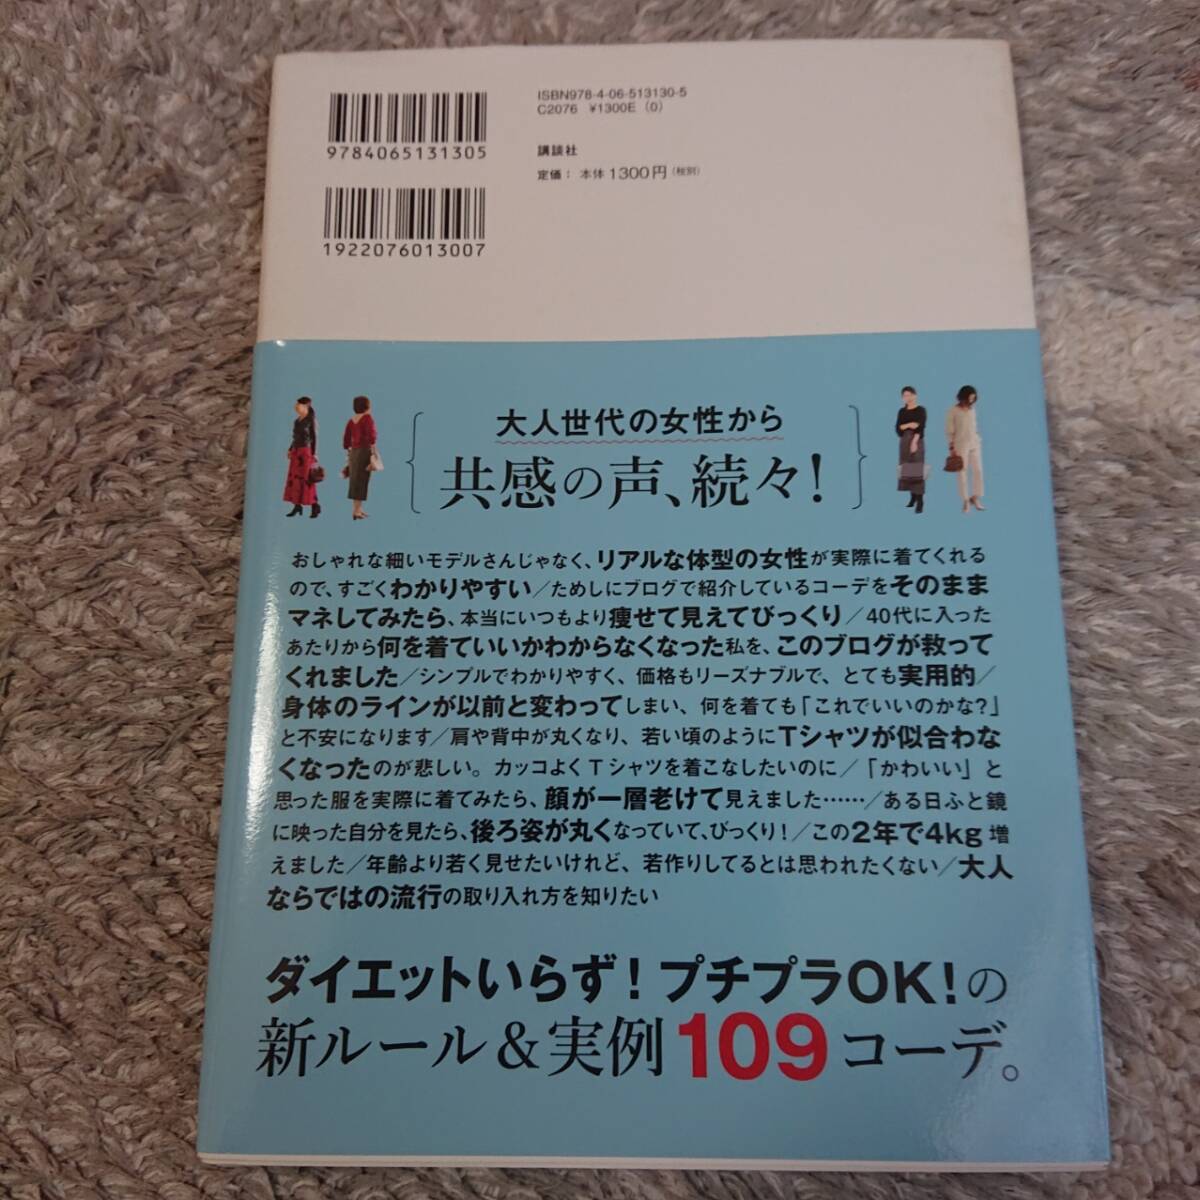 ISBN978-4-06-513130-5
C2076 ¥1300E (0)
9784065131305
講談社
定価：本体1300円(税別)
1922076013007
大人世代の女性から
共感の声、続々！
おしゃれな細いモデルさんじゃなく、リアルな体型の女性が実際に着てくれる
ので、すごくわかりやすい／ためしにブログで紹介しているコーデをそのまま
マネしてみたら、本当にいつもより痩せて見えてびっくり／40代に入った
あたりから何を着ていいかわからなくなった私を、このブログが救って
くれました／シンプルでわかりやすく、価格もリーズナブルで、とても実用的／
身体のラインが以前と変わってしまい、何を着ても「これでいいのかな？」
と不安になります／肩や背中が丸くなり、若い頃のようにTシャツが似合わな
くなったのが悲しい。カッコよくTシャツを着こなしたいのに／「かわいい」と
思った服を実際に着てみたら、顔が一層老けて見えました……／ある日ふと鏡
に映った自分を見たら、後ろ姿が丸くなっていて、びっくり！／この2年で4kg増
えました／年齢より若く見せたいけれど、若作りしてるとは思われたくない／大人
ならではの流行の取り入れ方を知りたい
ダイエットいらず！プチプラOK！の
新ルール＆実例109コーデ。